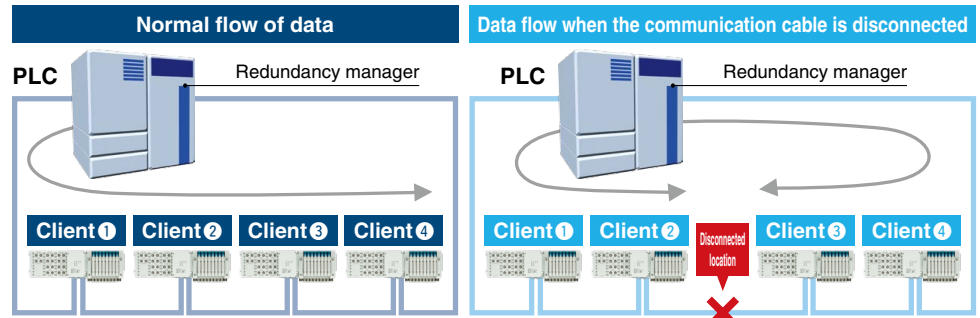 Normal flow of data
PLC
Redundancy manager
Client❶
Client❷
Client❸
Client❹
Data flow when the communication cable is disconnected
PLC
Redundancy manager
Client❶
Client❷
Disconnected
location
Client❸
Client❹